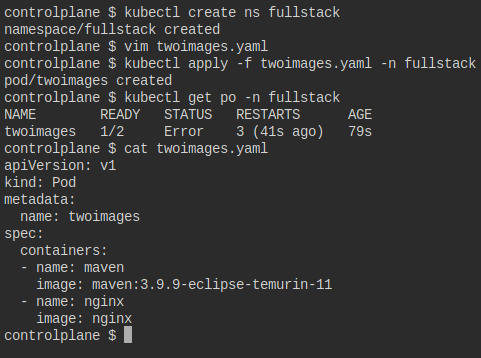 controlplane $ kubectl create ns fullstack
namespace/fullstack created
controlplane $ vim twoimages.yaml
controlplane $ kubectl apply -f twoimages.yaml -n fullstack
pod/twoimages created
controlplane $ kubectl get po -n fullstack
NAME        READY   STATUS   RESTARTS      AGE
twoimages   1/2     Error    3 (41s ago)   79s
controlplane $ cat twoimages.yaml
apiVersion: v1
kind: Pod
metadata:
  name: twoimages
spec:
  containers:
  - name: maven
    image: maven:3.9.9-eclipse-temurin-11
  - name: nginx
    image: nginx
controlplane $